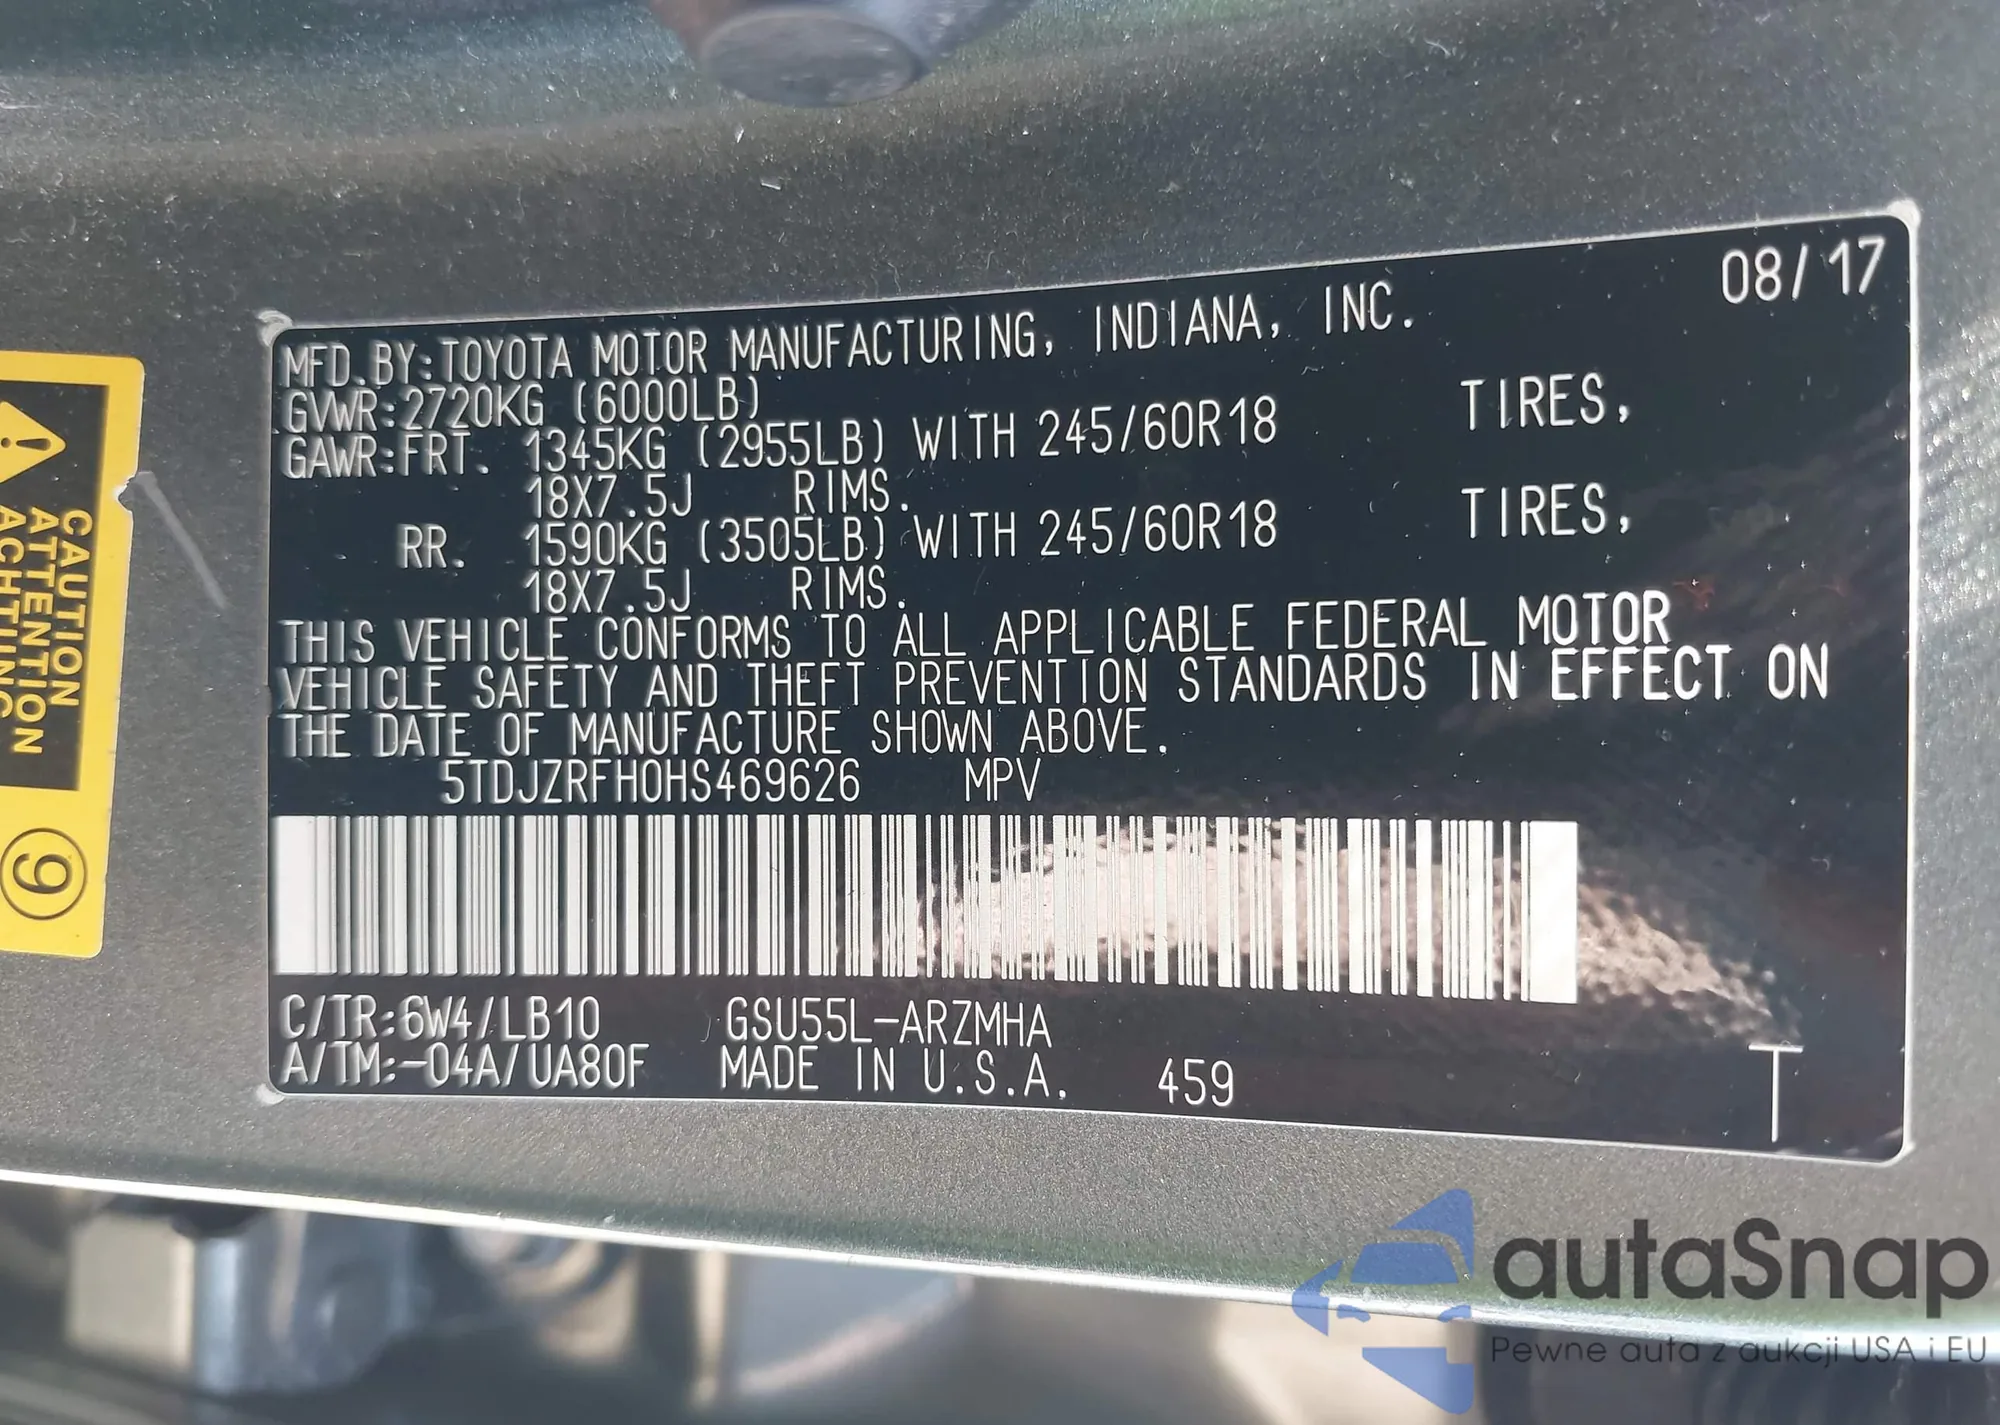 08/17
MFD.BY:TOYOTA MOTOR MANUFACTURING, INDIANA, INC.
GVWR:2720KG (6000LB)
GAWR:FRT. 1345KG (2955LB) WITH 245/60R18 TIRES,
18X7.5J RIMS.
RR. 1590KG (3505LB) WITH 245/60R18 TIRES,
18X7.5J RIMS.
THIS VEHICLE CONFORMS TO ALL APPLICABLE FEDERAL MOTOR
VEHICLE SAFETY AND THEFT PREVENTION STANDARDS IN EFFECT ON
THE DATE OF MANUFACTURE SHOWN ABOVE.
5TDJZRFH0HS469626 MPV
C/TR:6W4/LB10 GSU55L-ARZMHA
A/TM:-04A/UA80F MADE IN U.S.A. 459
T
CAUTION
ATTENTION
ACHTUNG
9
autaSnap
Pewne auta z aukcji USA i EU